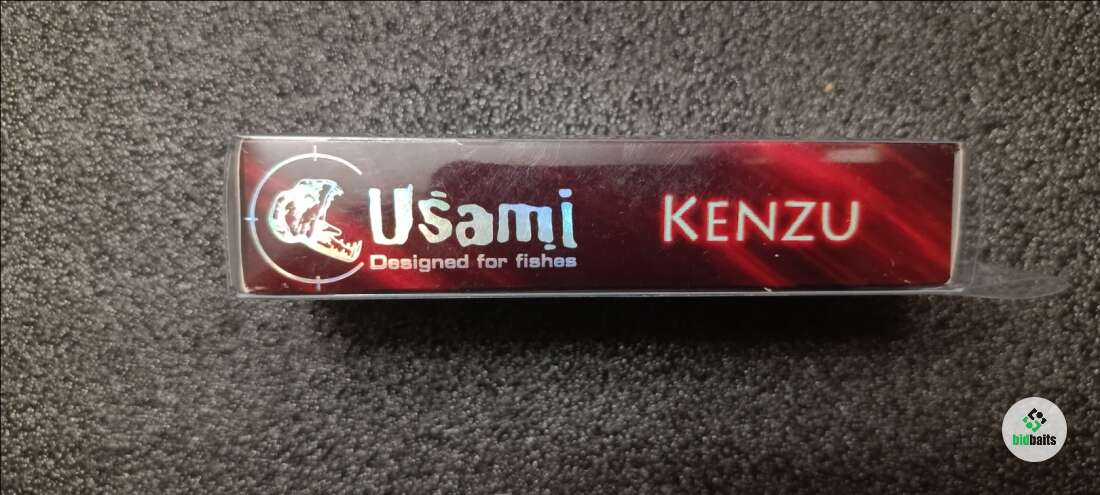 Usami
Designed for fishes
KENZU
bidbaits